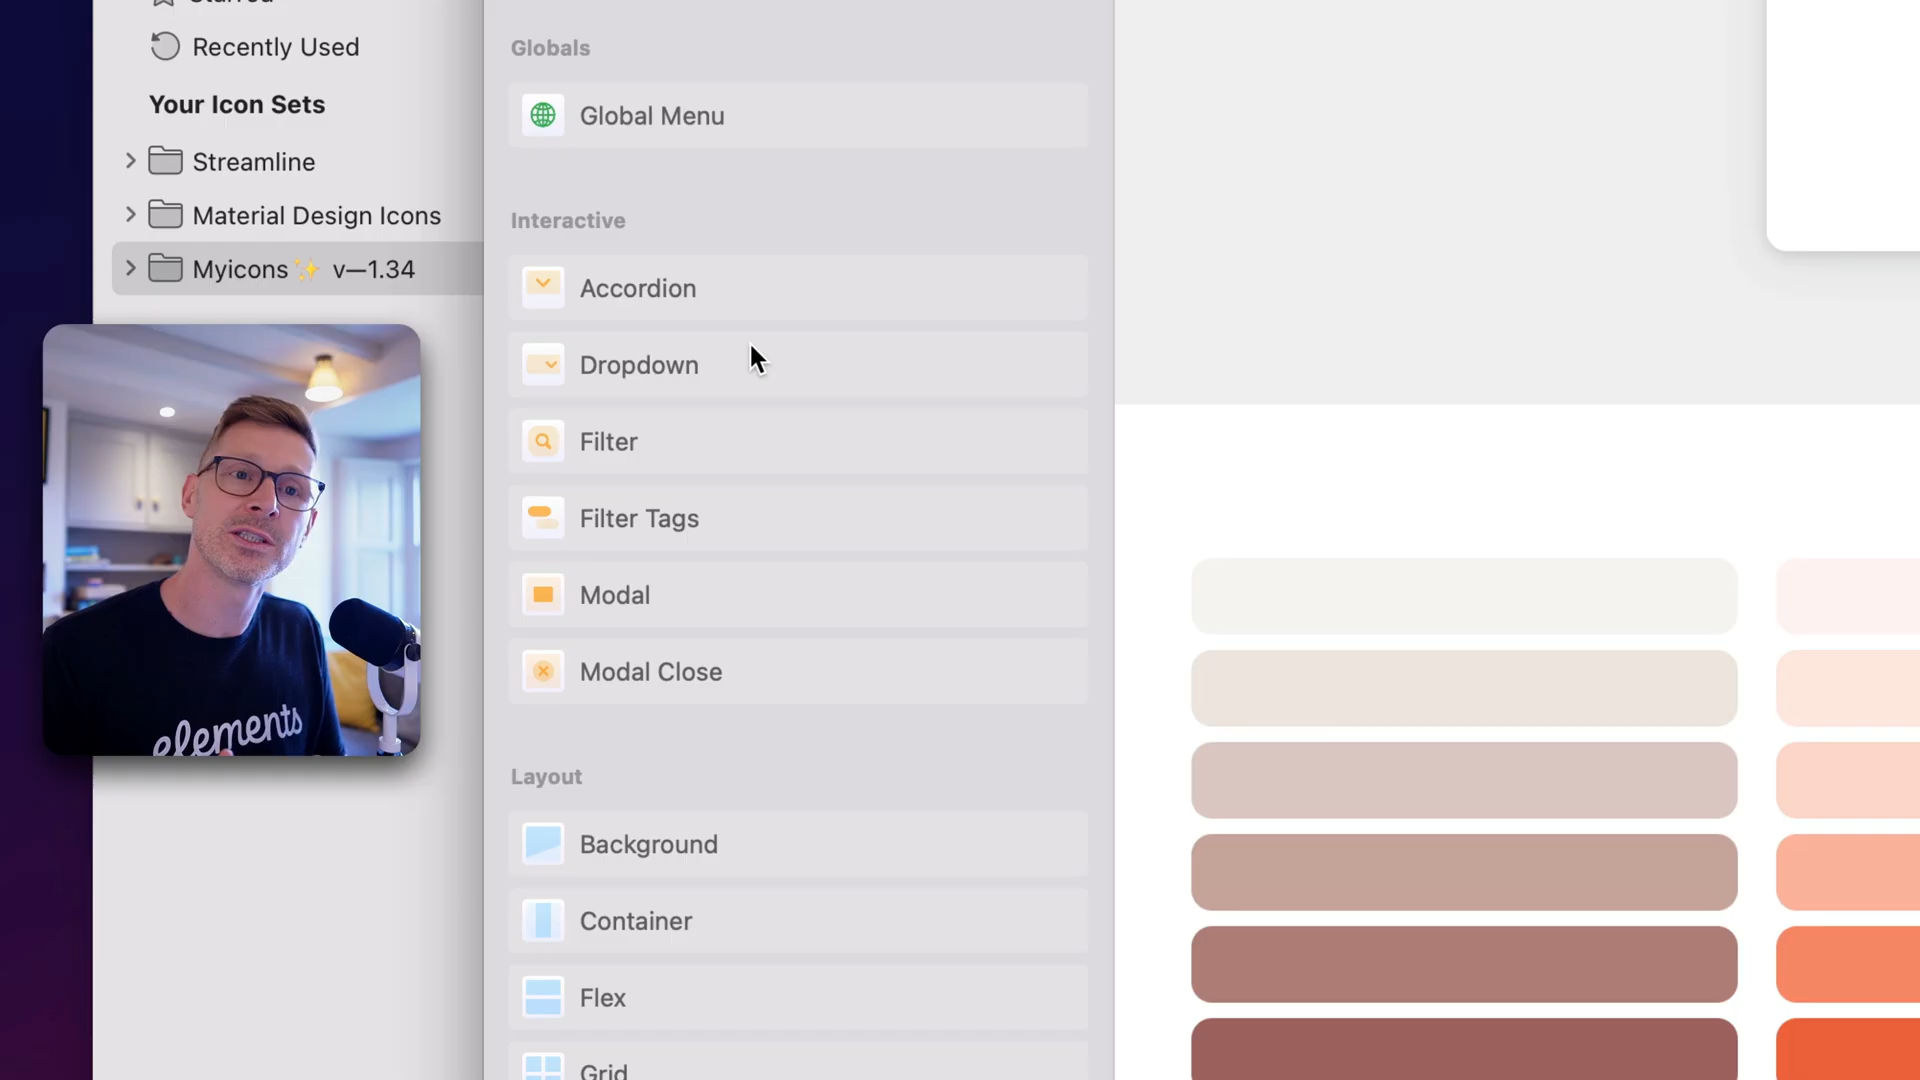 Starred
Recently Used
Your Icon Sets
Streamline
Material Design Icons
Myicons✨ v—1.34
elements
Globals
Global Menu
Interactive
Accordion
Dropdown
Filter
Filter Tags
Modal
Modal Close
Layout
Background
Container
Flex
Grid